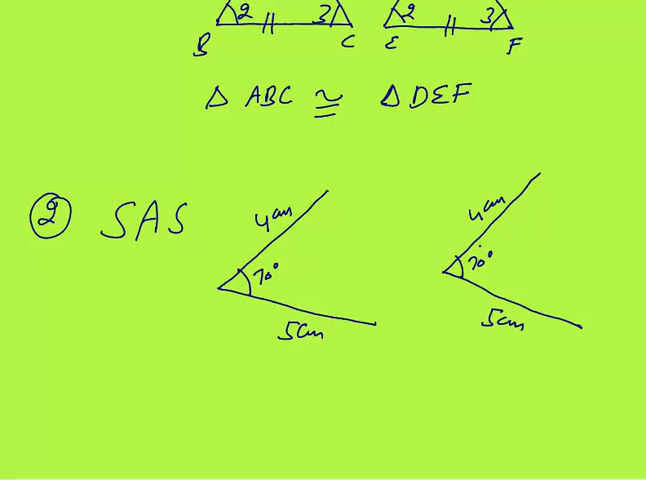 2 3 2 3
B C E F
△ ABC ≅ △ DEF
② SAS
4cm 4cm
70° 70°
5cm 5cm